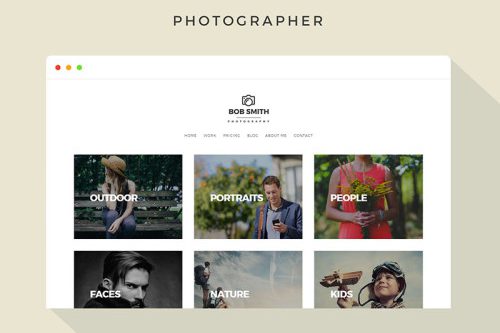 PHOTOGRAPHER
BOB SMITH
PHOTOGRAPHY
HOME WORK PRICING BLOG ABOUT ME CONTACT
OUTDOOR PORTRAITS PEOPLE
FACES NATURE KIDS